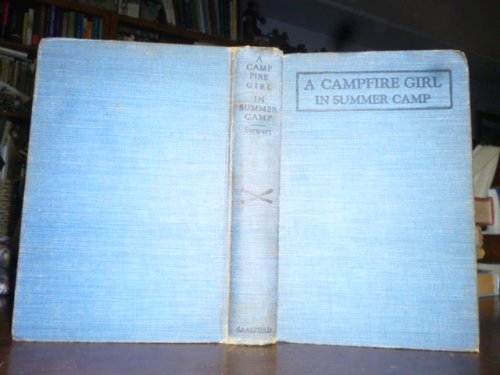 A
CAMP
FIRE
GIRL
IN
SUMMER
CAMP
Stewart
SAALFIELD
A CAMPFIRE GIRL
IN SUMMER CAMP